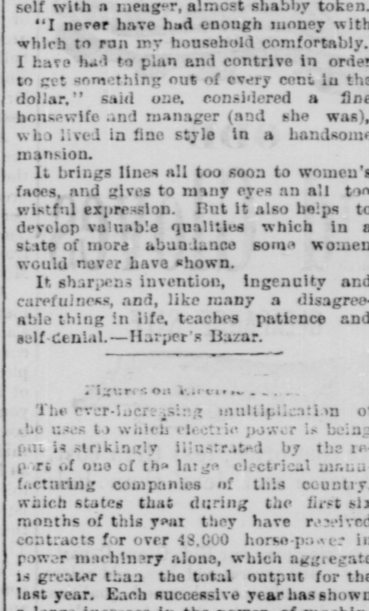 self with a meager, almost shabby token.
"I never have had enough money with
which to run my household comfortably.
I have had to plan and contrive in order
to get something out of every cent in the
dollar," said one, considered a fine
housewife and manager (and she was),
who lived in fine style in a handsome
mansion.
It brings lines all too soon to women's
faces, and gives to many eyes an all too
wistful expression. But it also helps to
develop valuable qualities which in a
state of more abundance some women
would never have shown.
It sharpens invention, ingenuity and
carefulness, and, like many a disagree-
able thing in life, teaches patience and
self-denial.—Harper's Bazar.
Figures on Electric
The ever-increasing multiplication of
the uses to which electric power is being
put is strikingly illustrated by the re-
port of one of the large electrical manu-
facturing companies of this country,
which states that during the first six
months of this year they have received
contracts for over 48,000 horse-power in
power machinery alone, which aggregate
is greater than the total output for the
last year. Each successive year has shown
a large increase in the